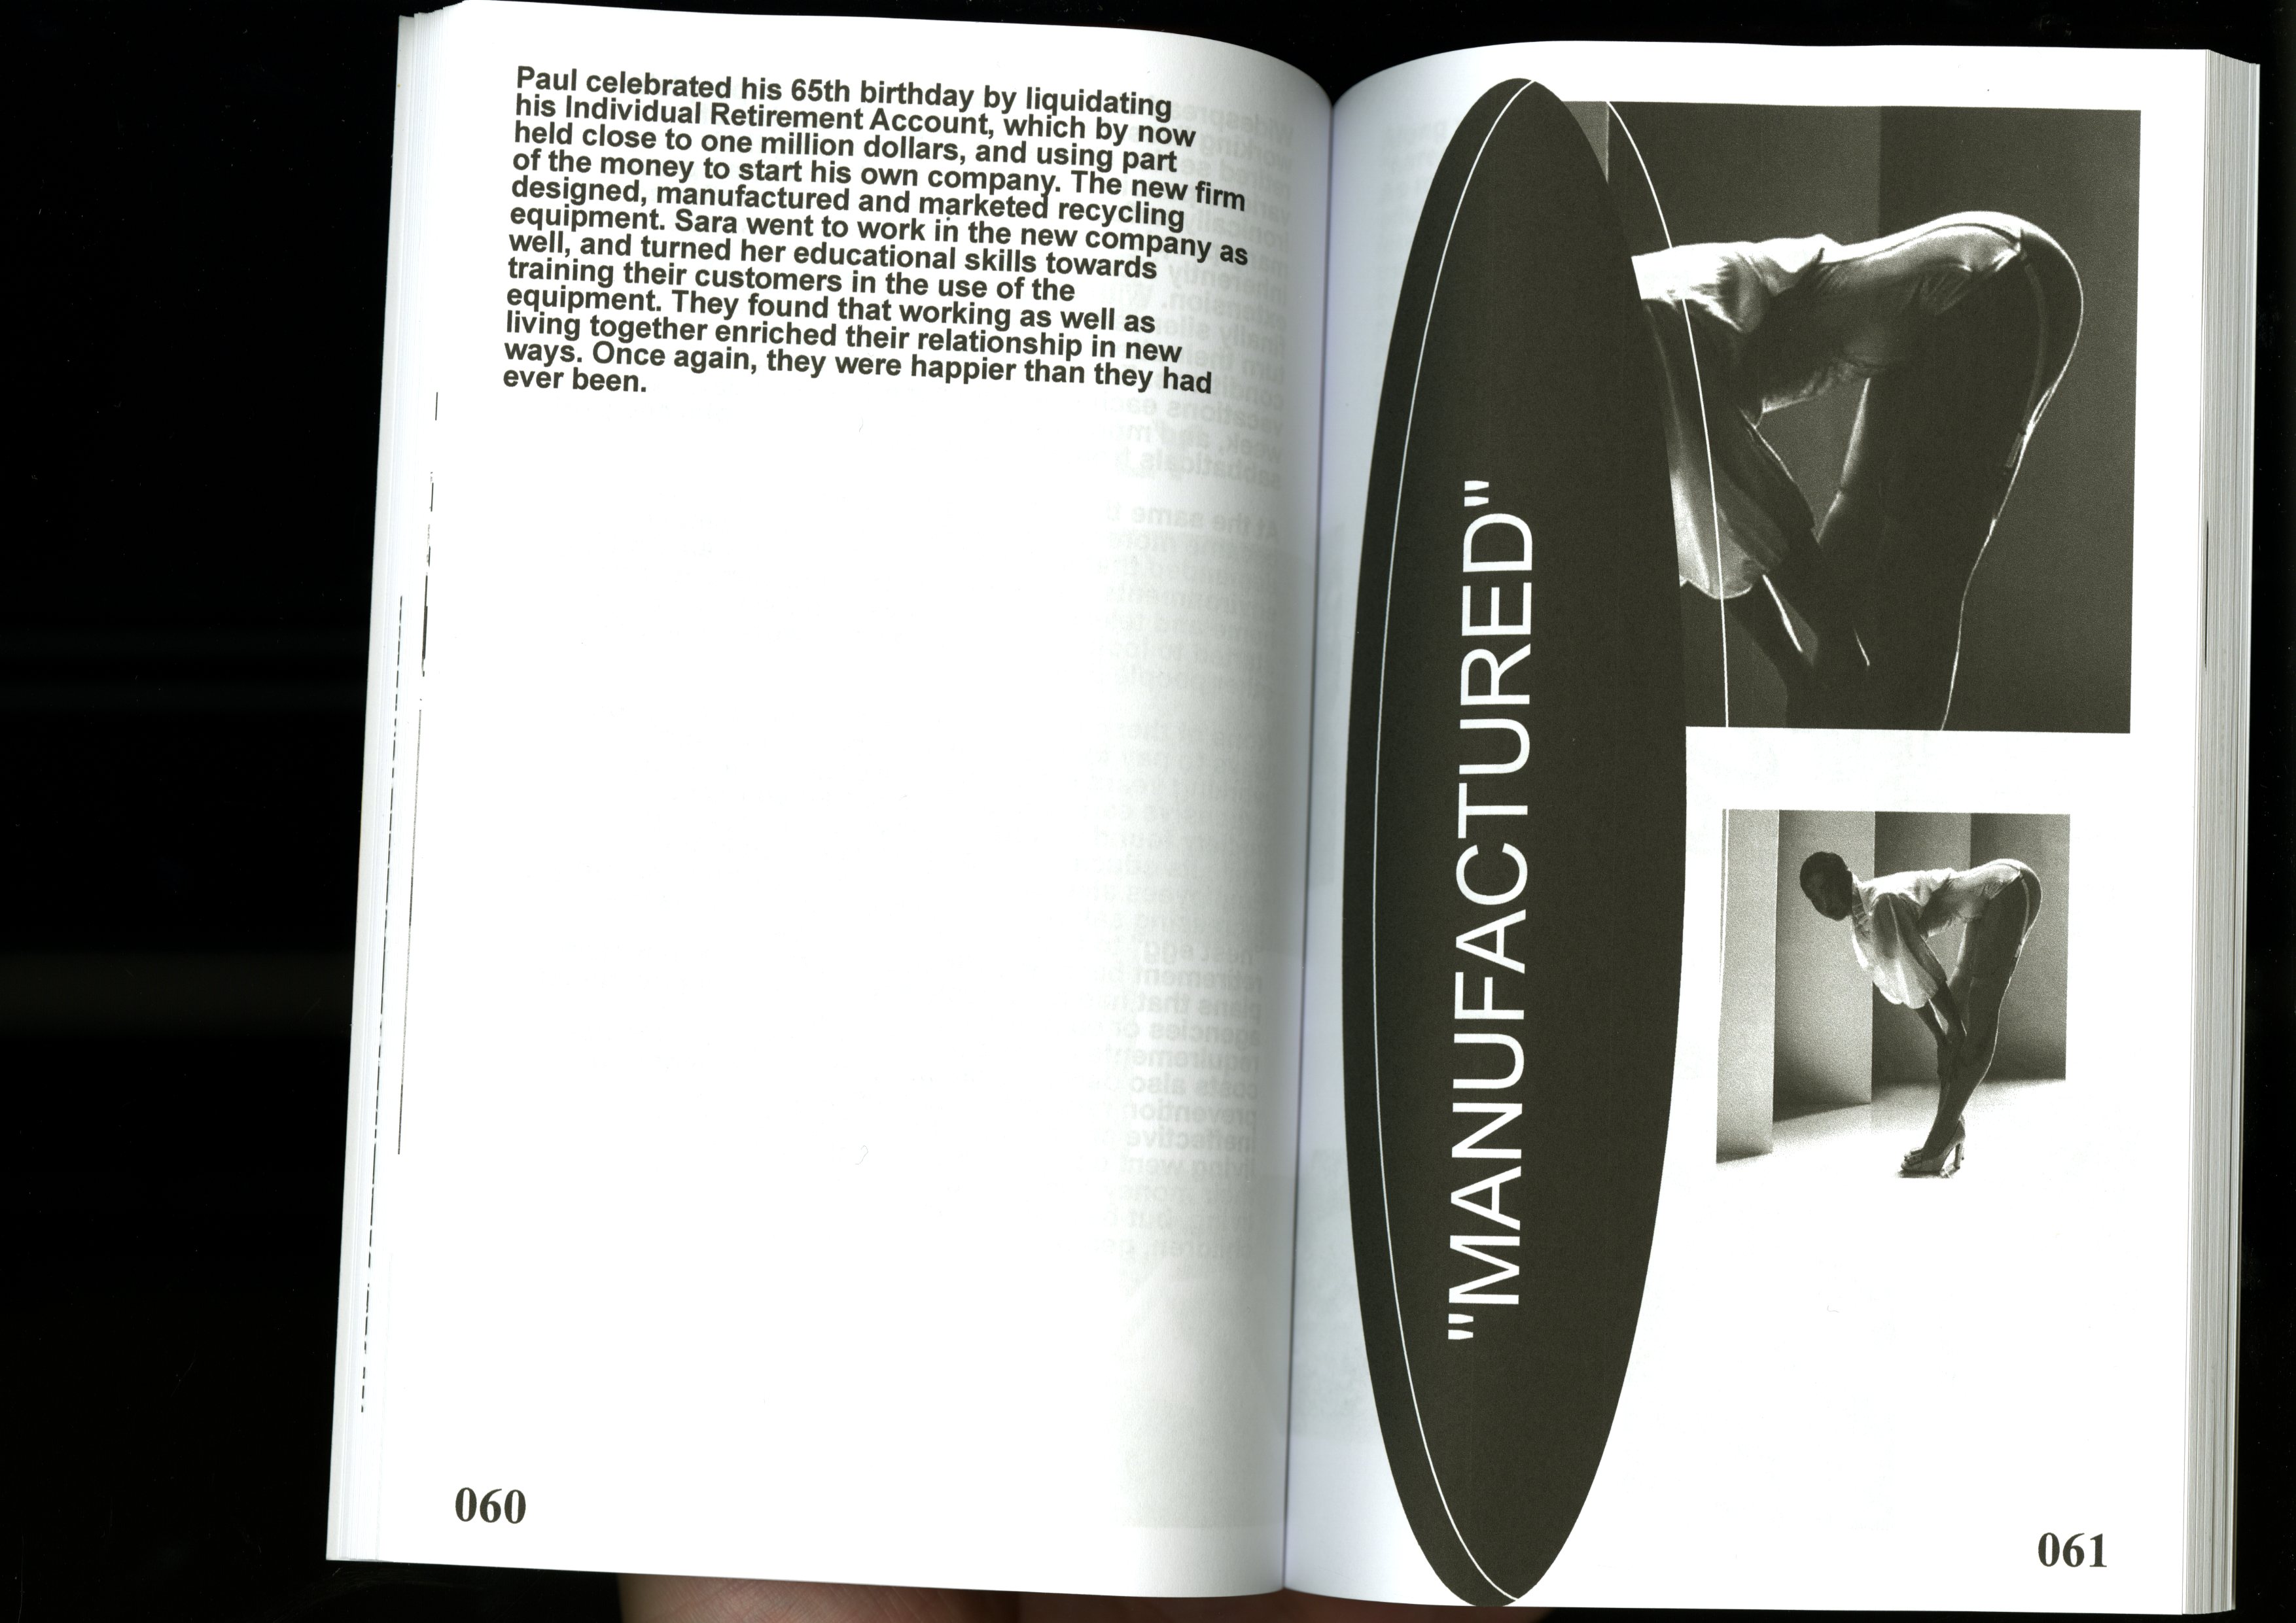 Paul celebrated his 65th birthday by liquidating
his Individual Retirement Account, which by now
held close to one million dollars, and using part
of the money to start his own company. The new firm
designed, manufactured and marketed recycling
equipment. Sara went to work in the new company as
well, and turned her educational skills towards
training their customers in the use of the
equipment. They found that working as well as
living together enriched their relationship in new
ways. Once again, they were happier than they had
ever been.
060
"MANUFACTURED"
061